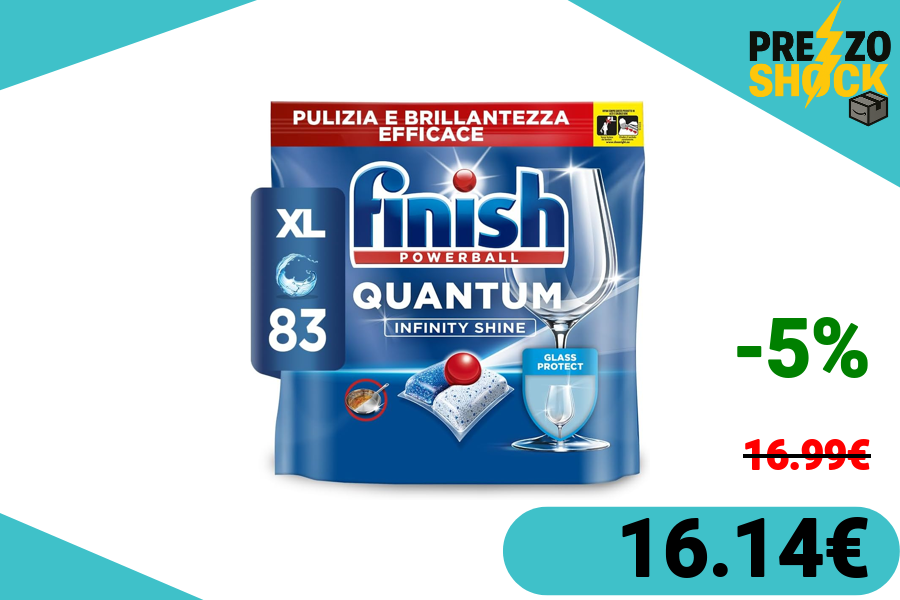 PREZZO
SHOCK
PULIZIA E BRILLANTEZZA
EFFICACE
finish
POWERBALL
XL
83
QUANTUM
INFINITY SHINE
GLASS
PROTECT
-5%
16.99€
16.14€